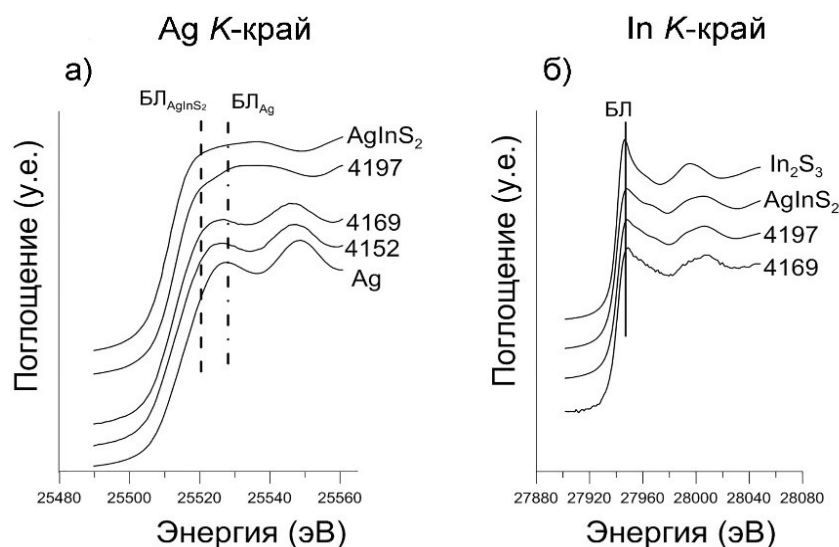 Ag K-край
In K-край
а)
б)
БЛAgInS₂
БЛAg
БЛ
AgInS₂
4197
4169
4152
Ag
In₂S₃
AgInS₂
4197
4169
Поглощение (у.е.)
Поглощение (у.е.)
25480 25500 25520 25540 25560
27880 27920 27960 28000 28040 28080
Энергия (эВ)
Энергия (эВ)